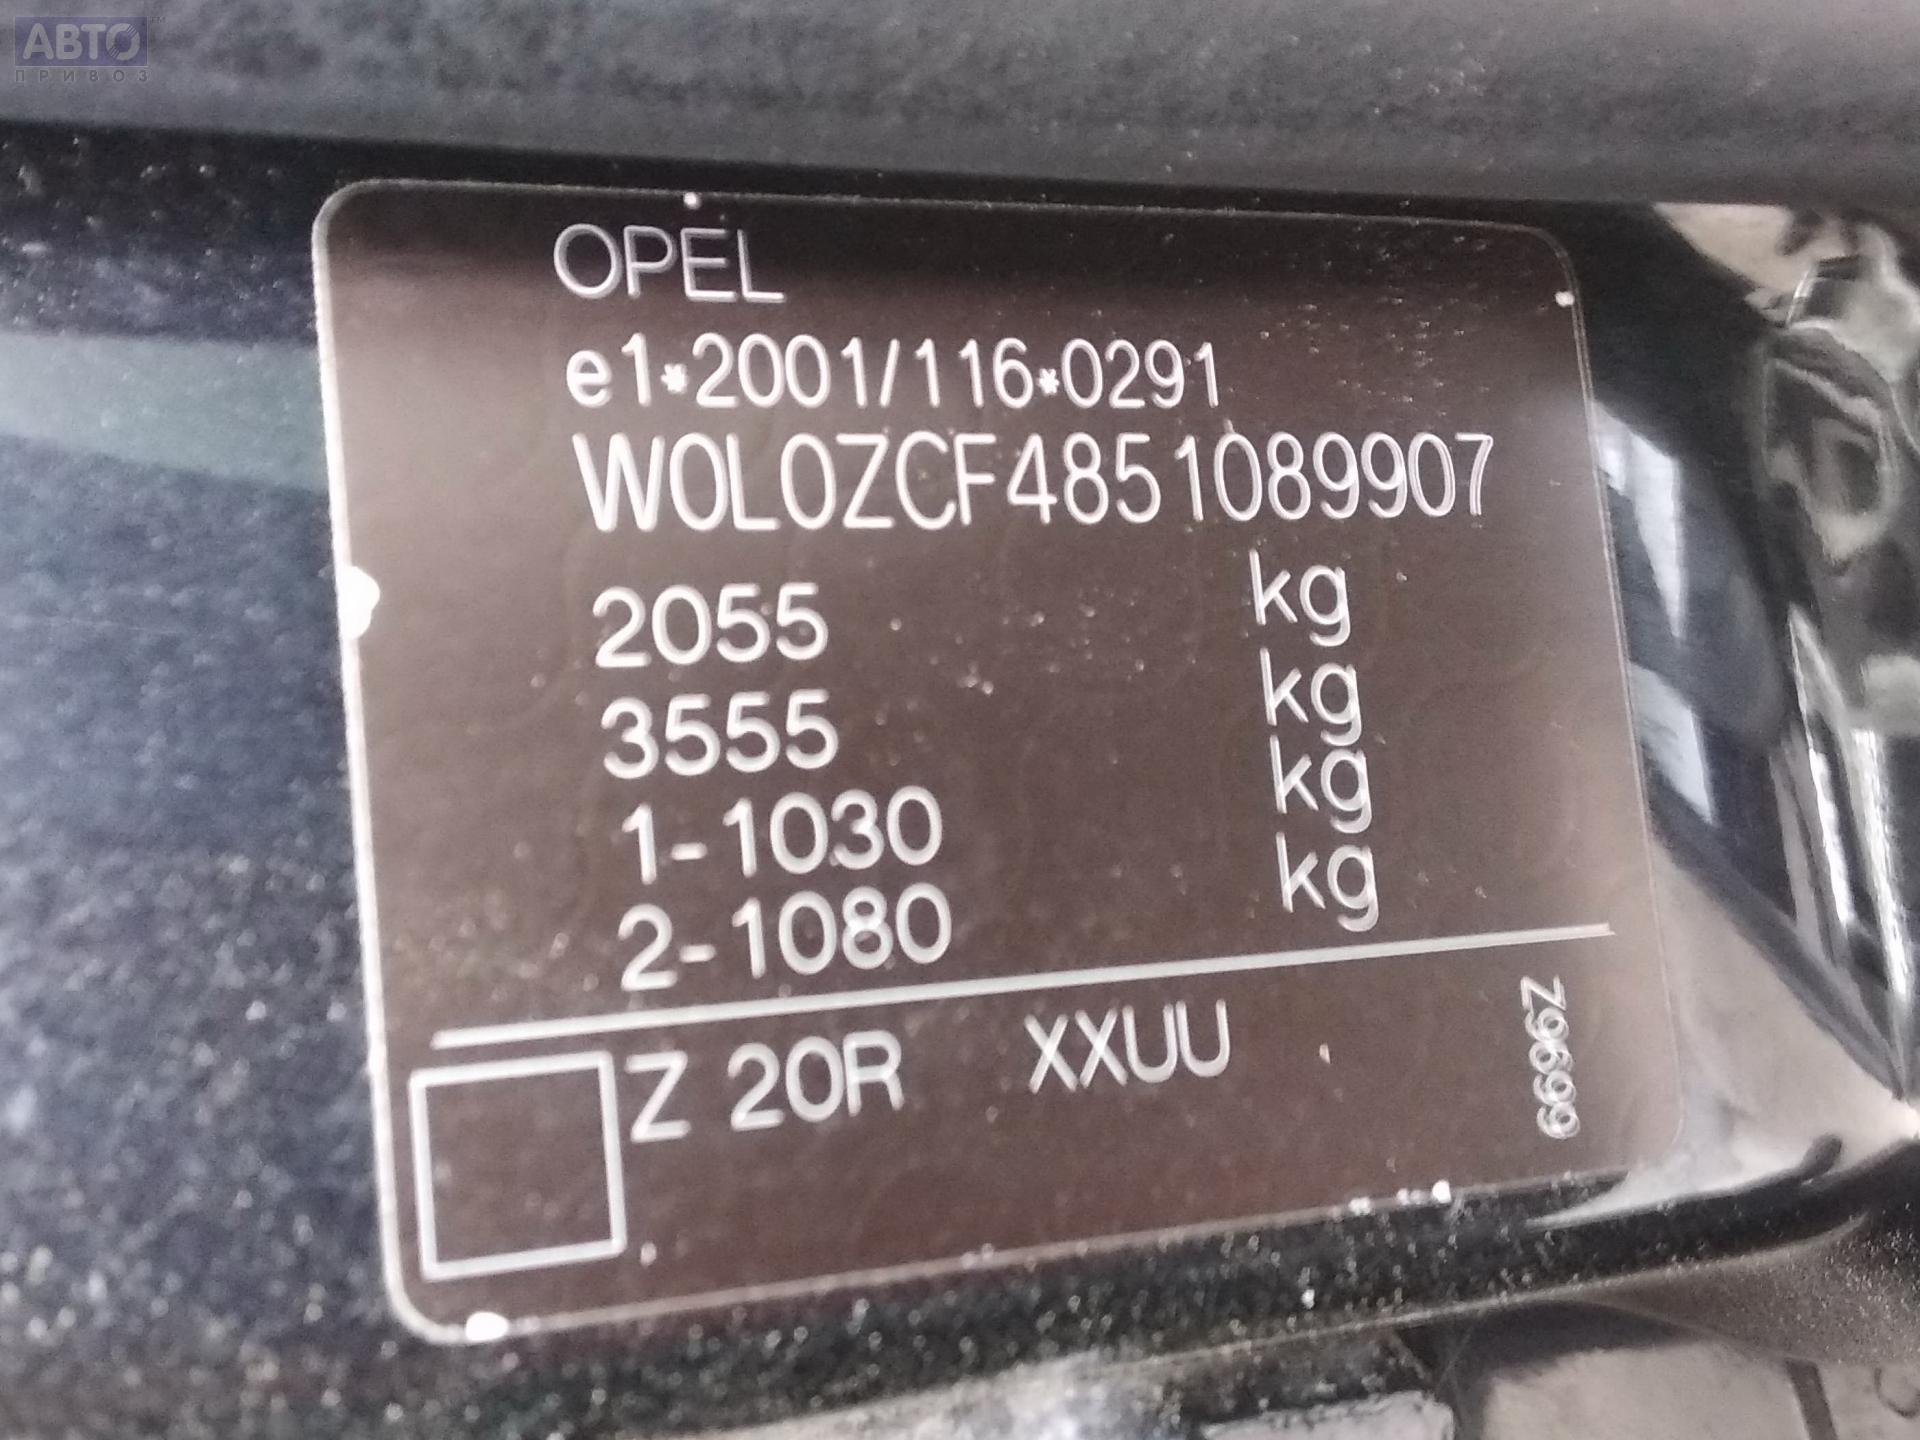 АВТО
ПРИВОЗ
OPEL
e1*2001/116*0291
W0L0ZCF4851089907
2055 kg
3555 kg
1-1030 kg
2-1080 kg
Z 20R XXUU
Z96699